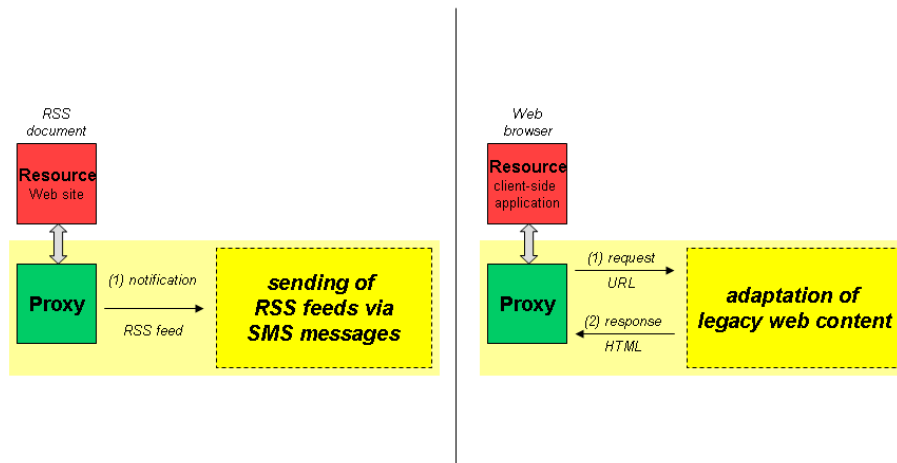 RSS
document
Resource
Web site
Proxy
(1) notification
RSS feed
sending of
RSS feeds via
SMS messages
Web
browser
Resource
client-side
application
Proxy
(1) request
URL
(2) response
HTML
adaptation of
legacy web content